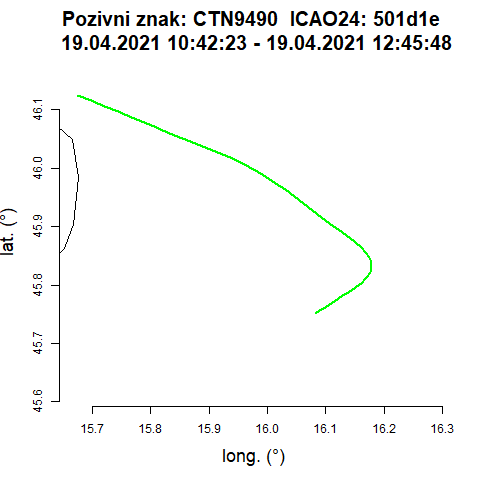 Pozivni znak: CTN9490  ICAO24: 501d1e
19.04.2021 10:42:23 - 19.04.2021 12:45:48
46.1
46.0
45.9
45.8
45.7
45.6
lat. (°)
15.7 15.8 15.9 16.0 16.1 16.2 16.3
long. (°)